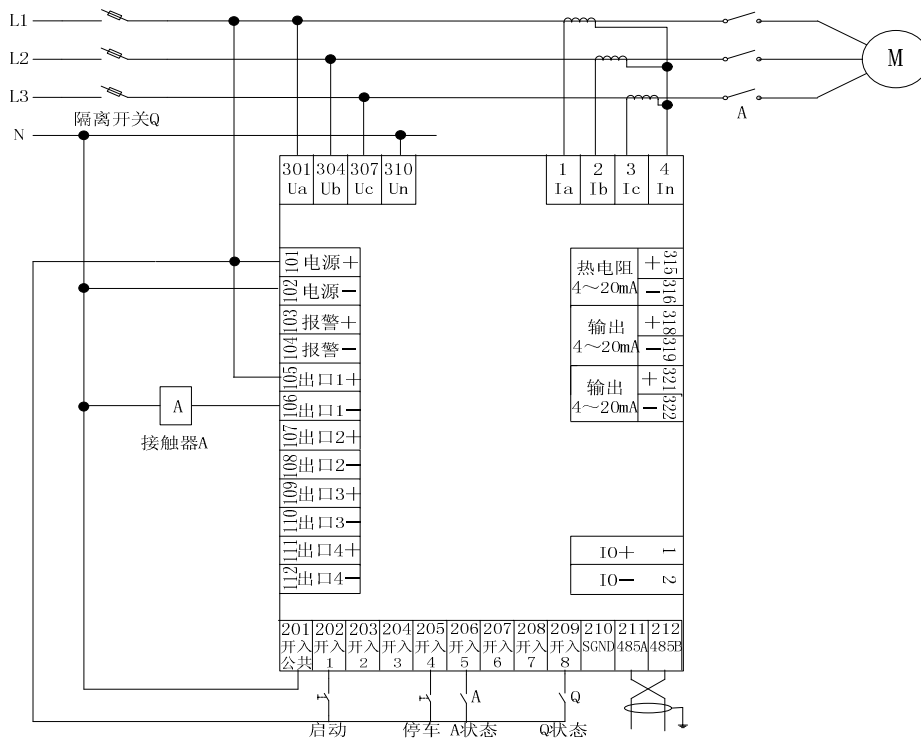 L1
L2
L3
N
隔离开关Q
M
A
301 304 307 310
Ua Ub Uc Un
1 2 3 4
Ia Ib Ic In
101 电源+
102 电源−
103 报警+
104 报警−
105 出口1+
106 出口1−
107 出口2+
108 出口2−
109 出口3+
110 出口3−
111 出口4+
112 出口4−
A
接触器A
热电阻 + 315
4～20mA − 316
输出 + 318
4～20mA − 319
输出 + 321
4～20mA − 322
IO+ 1
IO− 2
201 202 203 204 205 206 207 208 209 210 211 212
开入 开入 开入 开入 开入 开入 开入 开入 开入 SGND 485A 485B
公共 1 2 3 4 5 6 7 8
A
Q
启动 停车 A状态 Q状态